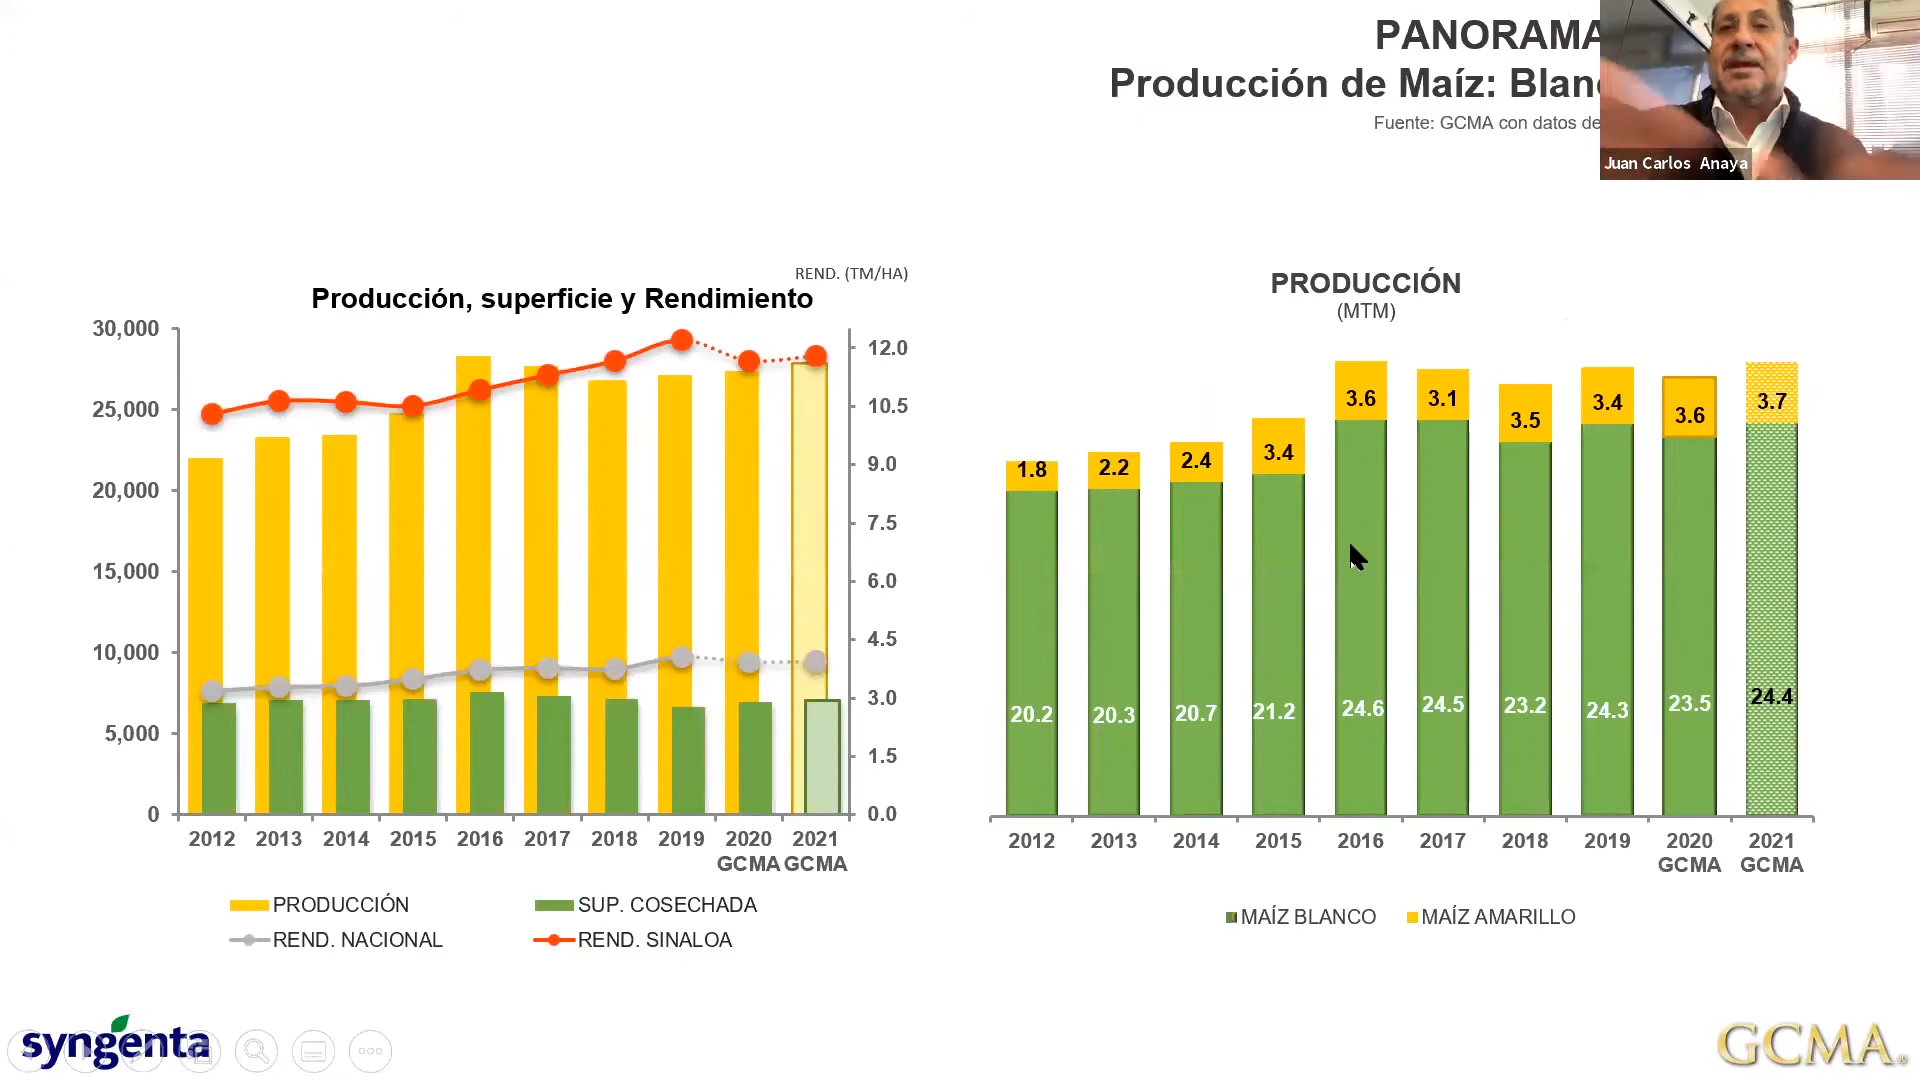 PANORAMA
Producción de Maíz: Blan
Fuente: GCMA con datos de
Juan Carlos Anaya
REND. (TM/HA)
Producción, superficie y Rendimiento
30,000
25,000
20,000
15,000
10,000
5,000
0
12.0
10.5
9.0
7.5
6.0
4.5
3.0
1.5
0.0
2012 2013 2014 2015 2016 2017 2018 2019 2020 2021
GCMA GCMA
PRODUCCIÓN SUP. COSECHADA
REND. NACIONAL REND. SINALOA
PRODUCCIÓN
(MTM)
1.8 2.2 2.4 3.4 3.6 3.1 3.5 3.4 3.6 3.7
20.2 20.3 20.7 21.2 24.6 24.5 23.2 24.3 23.5 24.4
2012 2013 2014 2015 2016 2017 2018 2019 2020 2021
GCMA GCMA
MAÍZ BLANCO MAÍZ AMARILLO
syngenta
GCMA